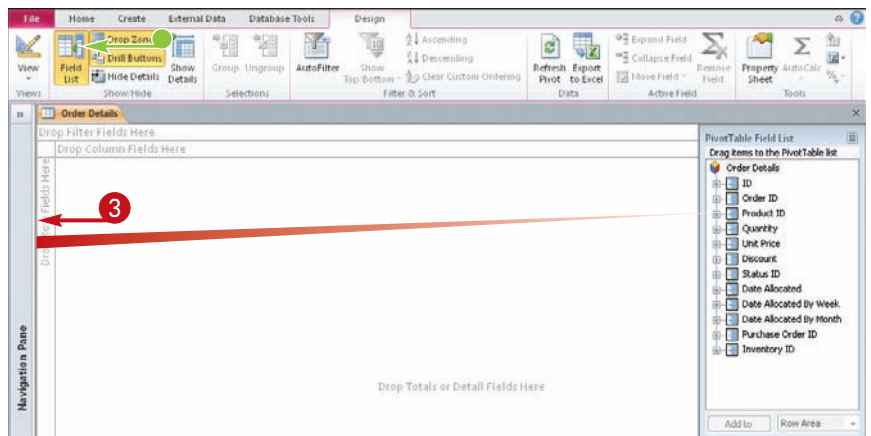 File Home Create External Data Database Tools Design
Drop Zon
Drill Buttons
Hide Details
View
Field List
Show Details
Group Ungroup
AutoFilter
Show Top/Bottom
Ascending
Descending
Clear Custom Ordering
Refresh Pivot
Export to Excel
Expand Field
Collapse Field
Move Field
Remove Field
Property Sheet
AutoCalc
Views Show/Hide Selections Filter & Sort Data Active Field Tools
Order Details
Drop Filter Fields Here
Drop Column Fields Here
Fields Here
3
Drop Totals or Detail Fields Here
Navigation Pane
PivotTable Field List
Drag items to the PivotTable list
Order Details
ID
Order ID
Product ID
Quantity
Unit Price
Discount
Status ID
Date Allocated
Date Allocated By Week
Date Allocated By Month
Purchase Order ID
Inventory ID
Add to Row Area